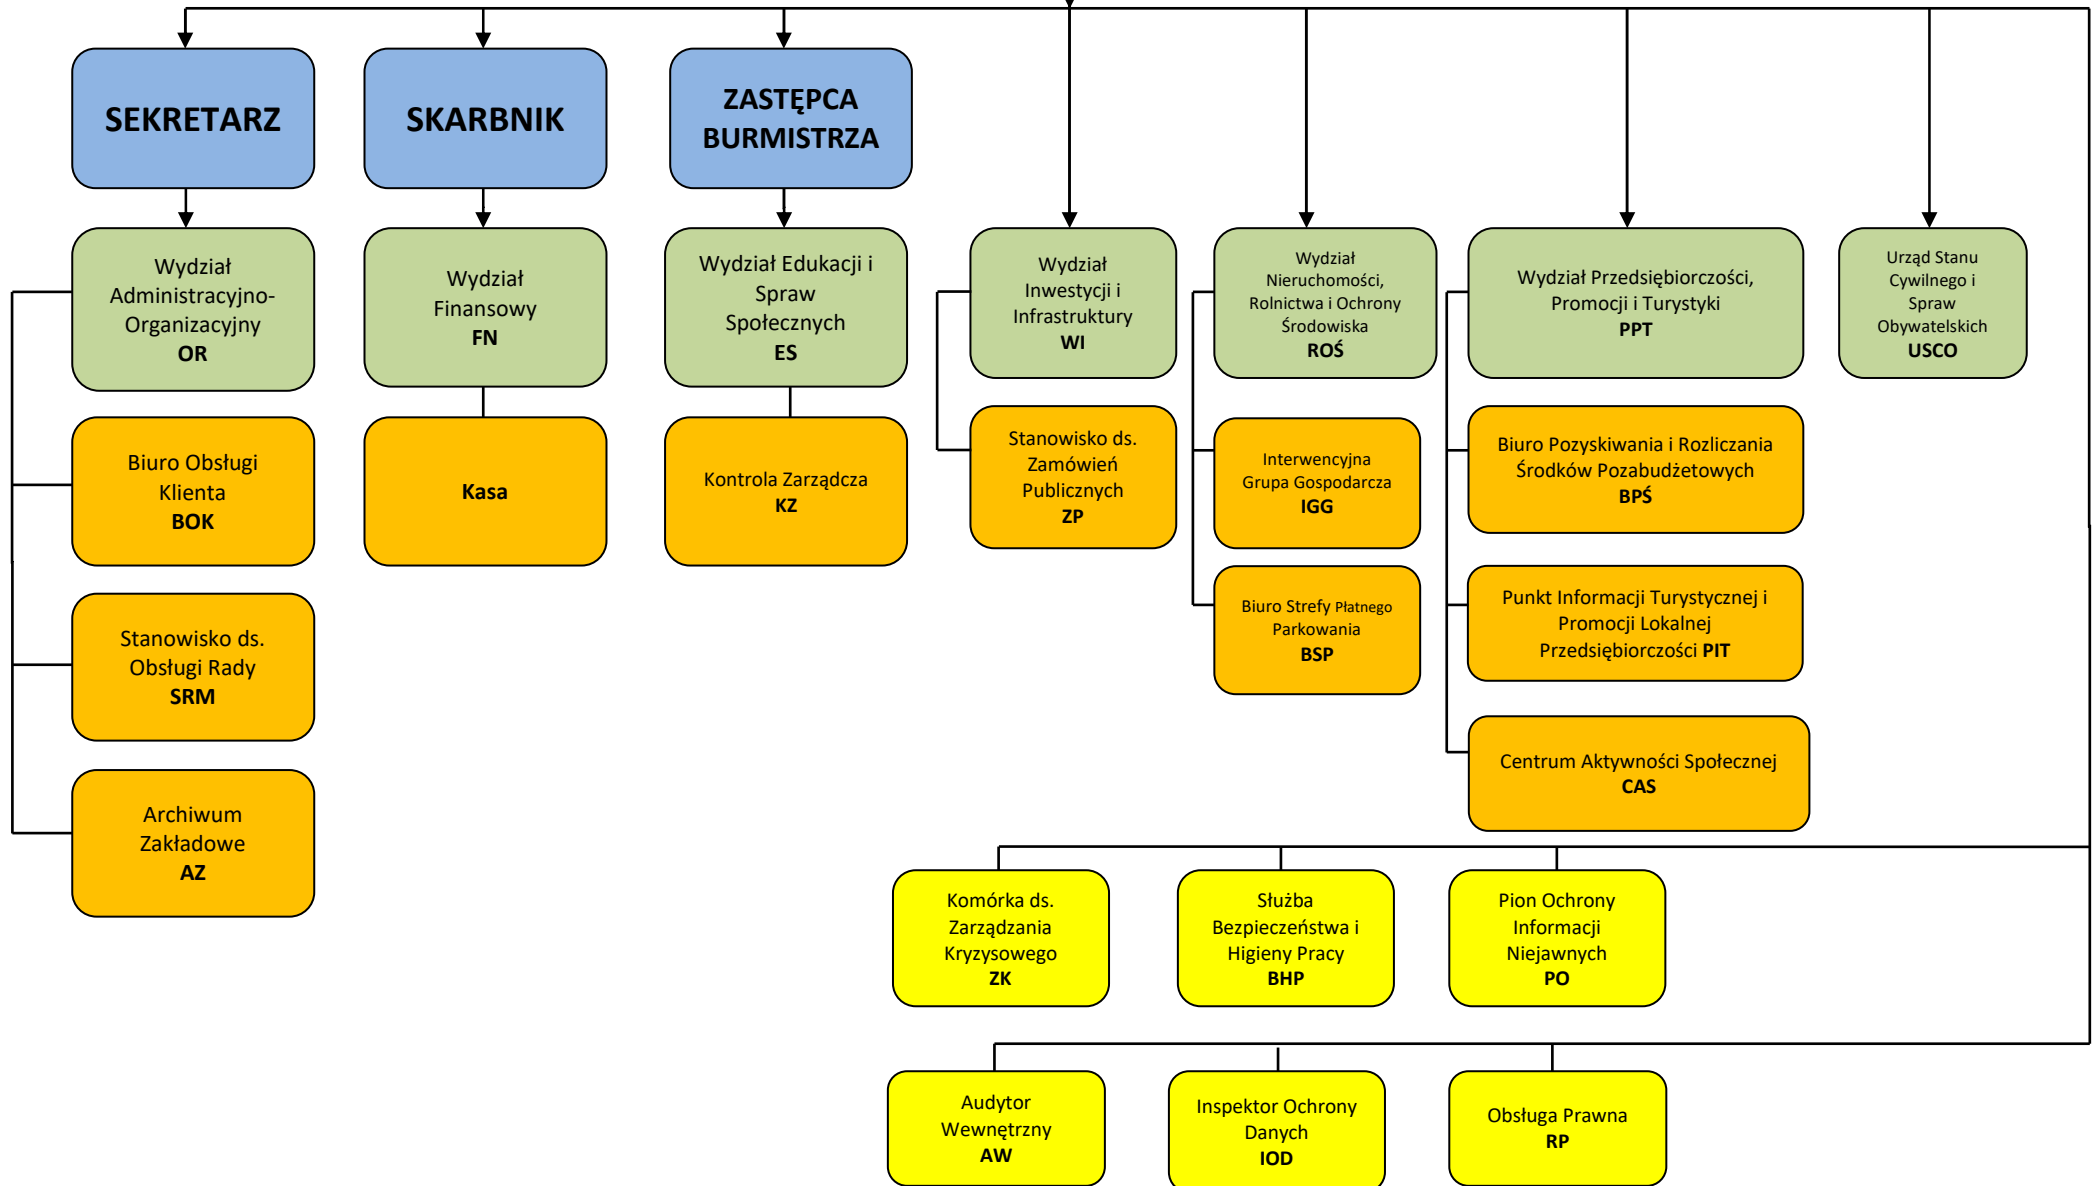 SEKRETARZ
SKARBNIK
ZASTĘPCA
BURMISTRZA
Wydział
Administracyjno-
Organizacyjny
OR
Wydział
Finansowy
FN
Wydział Edukacji i
Spraw
Społecznych
ES
Wydział
Inwestycji i
Infrastruktury
WI
Wydział
Nieruchomości,
Rolnictwa i Ochrony
Środowiska
ROŚ
Wydział Przedsiębiorczości,
Promocji i Turystyki
PPT
Urząd Stanu
Cywilnego i
Spraw
Obywatelskich
USCO
Biuro Obsługi
Klienta
BOK
Kasa
Kontrola Zarządcza
KZ
Stanowisko ds.
Zamówień
Publicznych
ZP
Interwencyjna
Grupa Gospodarcza
IGG
Biuro Pozyskiwania i Rozliczania
Środków Pozabudżetowych
BPŚ
Stanowisko ds.
Obsługi Rady
SRM
Biuro Strefy Płatnego
Parkowania
BSP
Punkt Informacji Turystycznej i
Promocji Lokalnej
Przedsiębiorczości PIT
Archiwum
Zakładowe
AZ
Centrum Aktywności Społecznej
CAS
Komórka ds.
Zarządzania
Kryzysowego
ZK
Służba
Bezpieczeństwa i
Higieny Pracy
BHP
Pion Ochrony
Informacji
Niejawnych
PO
Audytor
Wewnętrzny
AW
Inspektor Ochrony
Danych
IOD
Obsługa Prawna
RP